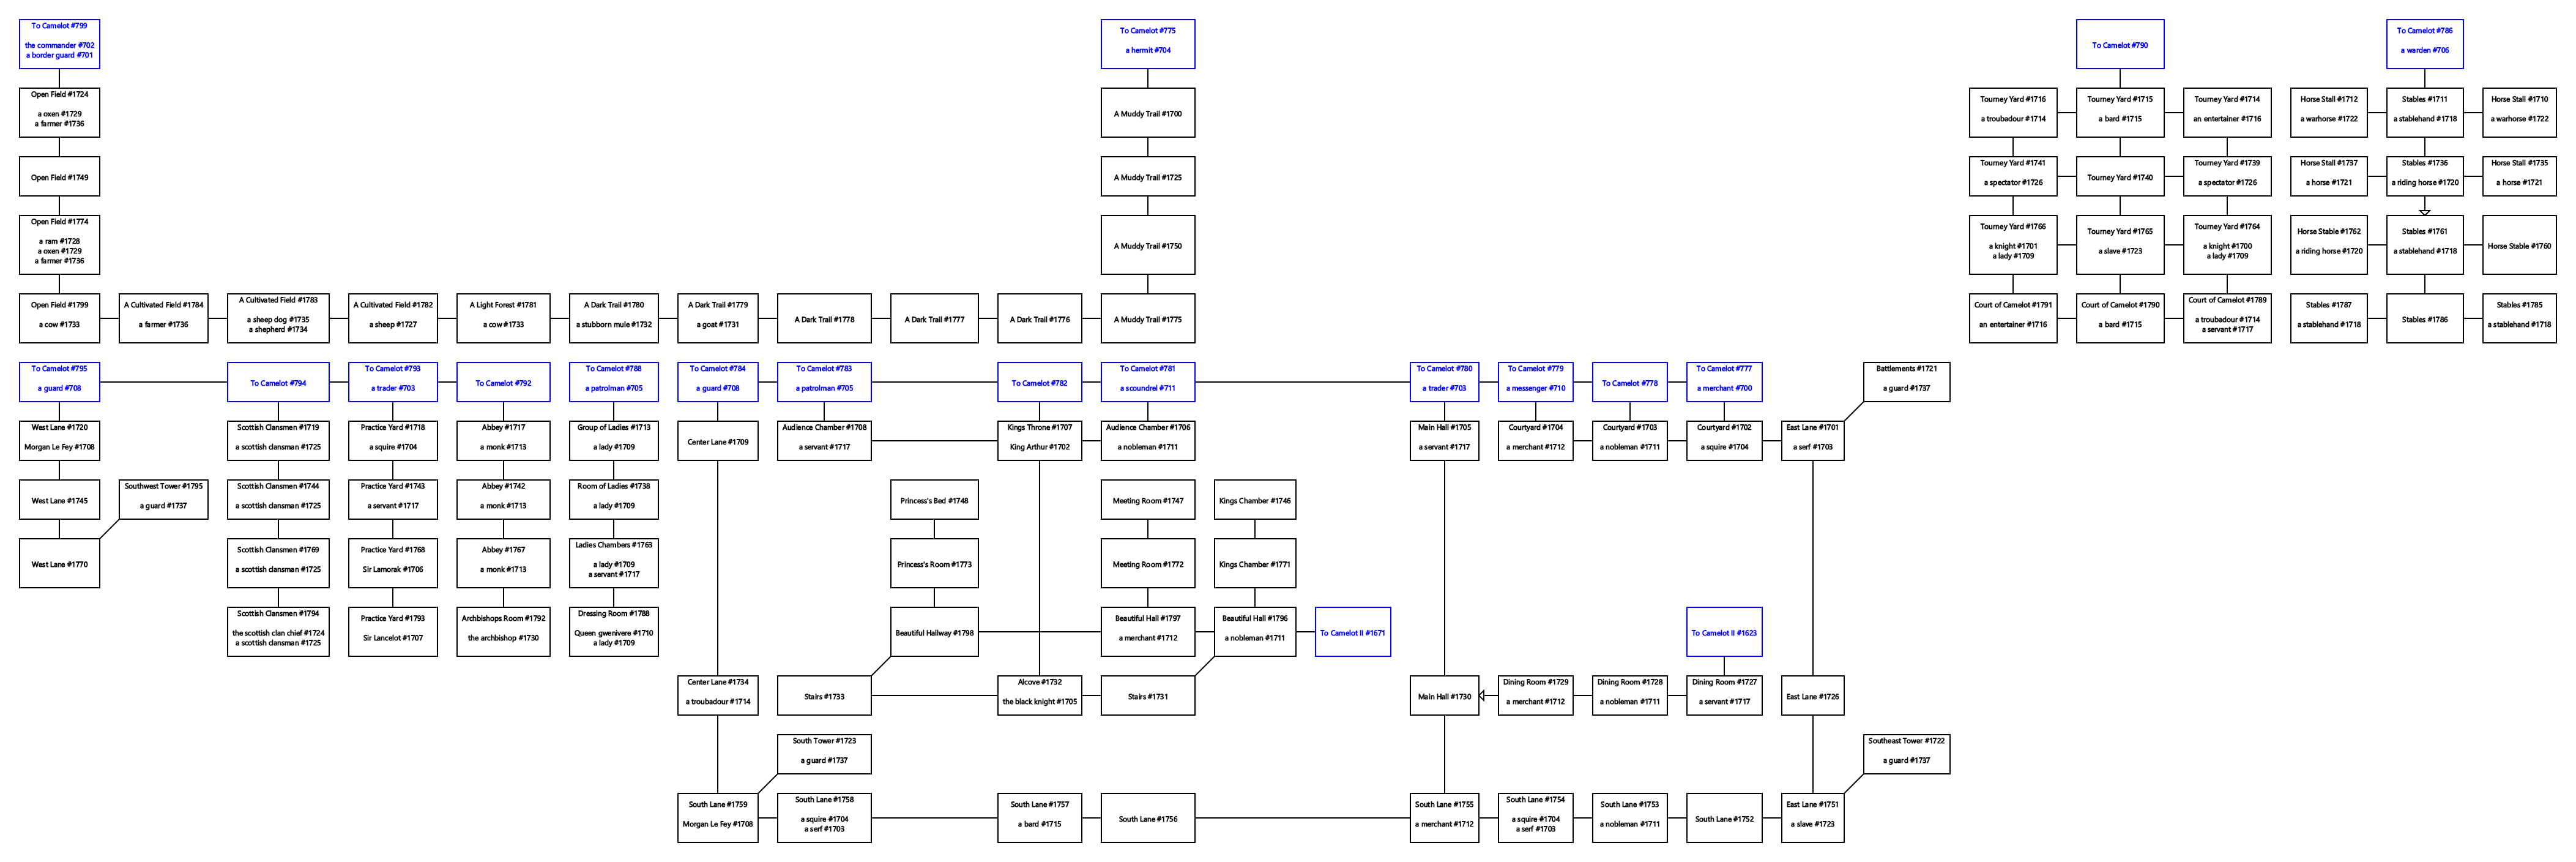 To Camelot #799
the commander #702
a border guard #701
To Camelot #775
a hermit #704
To Camelot #790
To Camelot #786
a warden #706
Open Field #1724
a oxen #1729
a farmer #1736
A Muddy Trail #1700
Tourney Yard #1716
a troubadour #1714
Tourney Yard #1715
a bard #1715
Tourney Yard #1714
an entertainer #1716
Horse Stall #1712
a warhorse #1722
Stables #1711
a stablehand #1718
Horse Stall #1710
a warhorse #1722
Open Field #1749
A Muddy Trail #1725
Tourney Yard #1741
a spectator #1726
Tourney Yard #1740
Tourney Yard #1739
a spectator #1726
Horse Stall #1737
a horse #1721
Stables #1736
a riding horse #1720
Horse Stall #1735
a horse #1721
Open Field #1774
a ram #1728
a oxen #1729
a farmer #1736
A Muddy Trail #1750
Tourney Yard #1766
a knight #1701
a lady #1709
Tourney Yard #1765
a slave #1723
Tourney Yard #1764
a knight #1700
a lady #1709
Horse Stable #1762
a riding horse #1720
Stables #1761
a stablehand #1718
Horse Stable #1760
Open Field #1799
a cow #1733
A Cultivated Field #1784
a farmer #1736
A Cultivated Field #1783
a sheep dog #1735
a shepherd #1734
A Cultivated Field #1782
a sheep #1727
A Light Forest #1781
a cow #1733
A Dark Trail #1780
a stubborn mule #1732
A Dark Trail #1779
a goat #1731
A Dark Trail #1778
A Dark Trail #1777
A Dark Trail #1776
A Muddy Trail #1775
Court of Camelot #1791
an entertainer #1716
Court of Camelot #1790
a bard #1715
Court of Camelot #1789
a troubadour #1714
a servant #1717
Stables #1787
a stablehand #1718
Stables #1786
Stables #1785
a stablehand #1718
To Camelot #795
a guard #708
To Camelot #794
To Camelot #793
a trader #703
To Camelot #792
To Camelot #788
a patrolman #705
To Camelot #784
a guard #708
To Camelot #783
a patrolman #705
To Camelot #782
To Camelot #781
a scoundrel #711
To Camelot #780
a trader #703
To Camelot #779
a messenger #710
To Camelot #778
To Camelot #777
a merchant #700
Battlements #1721
a guard #1737
West Lane #1720
Morgan Le Fey #1708
Scottish Clansmen #1719
a scottish clansman #1725
Practice Yard #1718
a squire #1704
Abbey #1717
a monk #1713
Group of Ladies #1713
a lady #1709
Center Lane #1709
Audience Chamber #1708
a servant #1717
Kings Throne #1707
King Arthur #1702
Audience Chamber #1706
a nobleman #1711
Main Hall #1705
a servant #1717
Courtyard #1704
a merchant #1712
Courtyard #1703
a nobleman #1711
Courtyard #1702
a squire #1704
East Lane #1701
a serf #1703
West Lane #1745
Southwest Tower #1795
a guard #1737
Scottish Clansmen #1744
a scottish clansman #1725
Practice Yard #1743
a servant #1717
Abbey #1742
a monk #1713
Room of Ladies #1738
a lady #1709
Princess's Bed #1748
Meeting Room #1747
Kings Chamber #1746
West Lane #1770
Scottish Clansmen #1769
a scottish clansman #1725
Practice Yard #1768
Sir Lamorak #1706
Abbey #1767
a monk #1713
Ladies Chambers #1763
a lady #1709
a servant #1717
Princess's Room #1773
Meeting Room #1772
Kings Chamber #1771
Scottish Clansmen #1794
the scottish clan chief #1724
a scottish clansman #1725
Practice Yard #1793
Sir Lancelot #1707
Archbishops Room #1792
the archbishop #1730
Dressing Room #1788
Queen gwenivere #1710
a lady #1709
Beautiful Hallway #1798
Beautiful Hall #1797
a merchant #1712
Beautiful Hall #1796
a nobleman #1711
To Camelot II #1671
To Camelot II #1623
Center Lane #1734
a troubadour #1714
Stairs #1733
Alcove #1732
the black knight #1705
Stairs #1731
Main Hall #1730
Dining Room #1729
a merchant #1712
Dining Room #1728
a nobleman #1711
Dining Room #1727
a servant #1717
East Lane #1726
South Tower #1723
a guard #1737
Southeast Tower #1722
a guard #1737
South Lane #1759
Morgan Le Fey #1708
South Lane #1758
a squire #1704
a serf #1703
South Lane #1757
a bard #1715
South Lane #1756
South Lane #1755
a merchant #1712
South Lane #1754
a squire #1704
a serf #1703
South Lane #1753
a nobleman #1711
South Lane #1752
East Lane #1751
a slave #1723